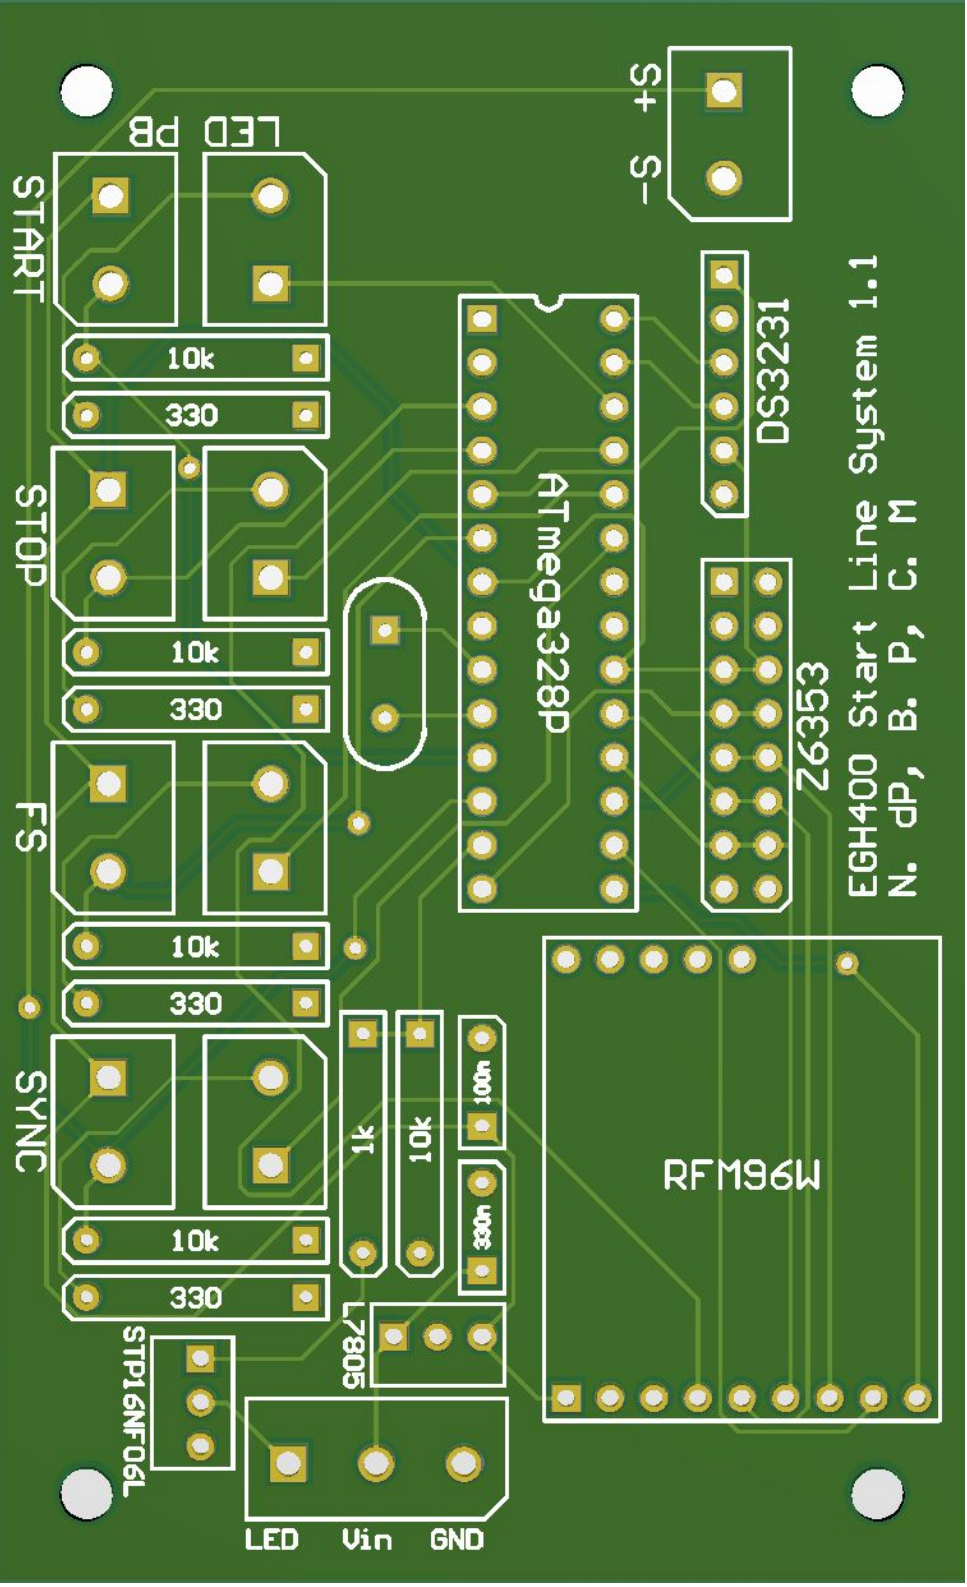 S+
S-
PB
LED
START
10k
330
STOP
10k
330
FS
10k
330
SYNC
10k
330
ATmega328P
DS3231
Z6353
EGH400 Start Line System 1.1
N. dP, B. P, C. M
1k
10k
100n
330n
RFM96W
L7805
STP16NF06L
LED
Vin
GND